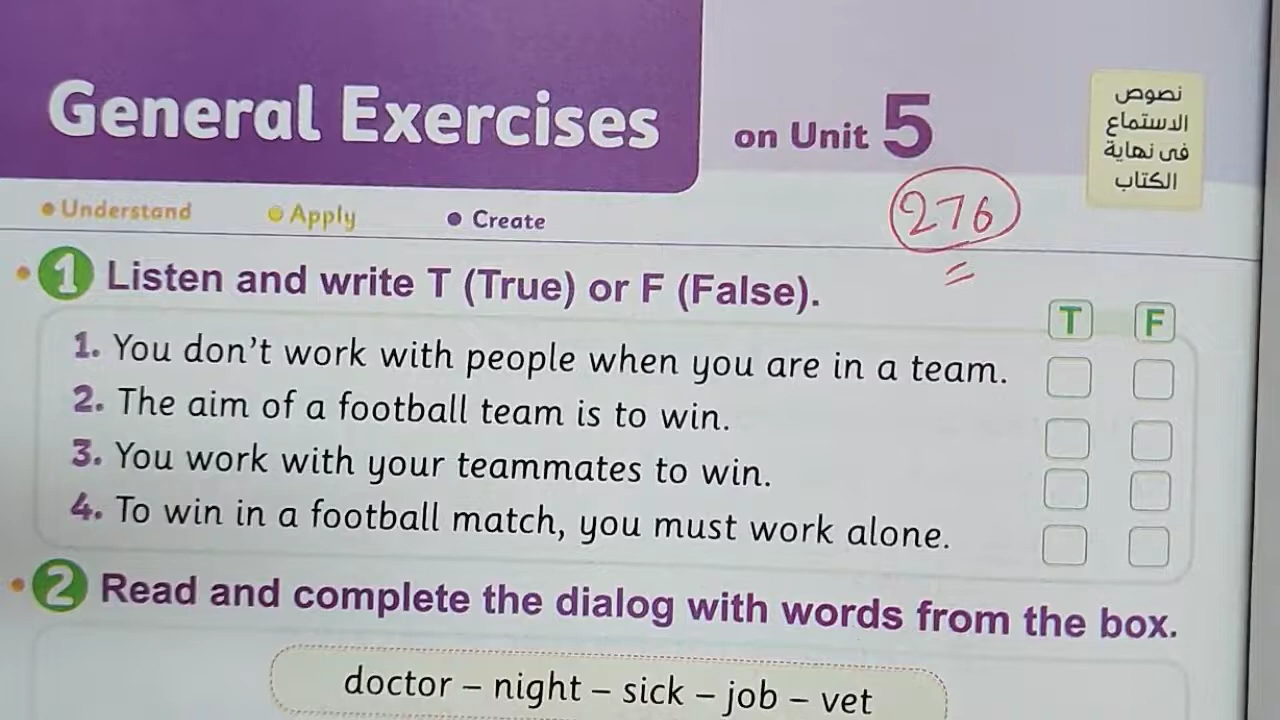 General Exercises on Unit 5
نصوص
الاستماع
فى نهاية
الكتاب
276
Understand Apply Create
1 Listen and write T (True) or F (False).
T F
1. You don't work with people when you are in a team.
2. The aim of a football team is to win.
3. You work with your teammates to win.
4. To win in a football match, you must work alone.
2 Read and complete the dialog with words from the box.
doctor – night – sick – job – vet